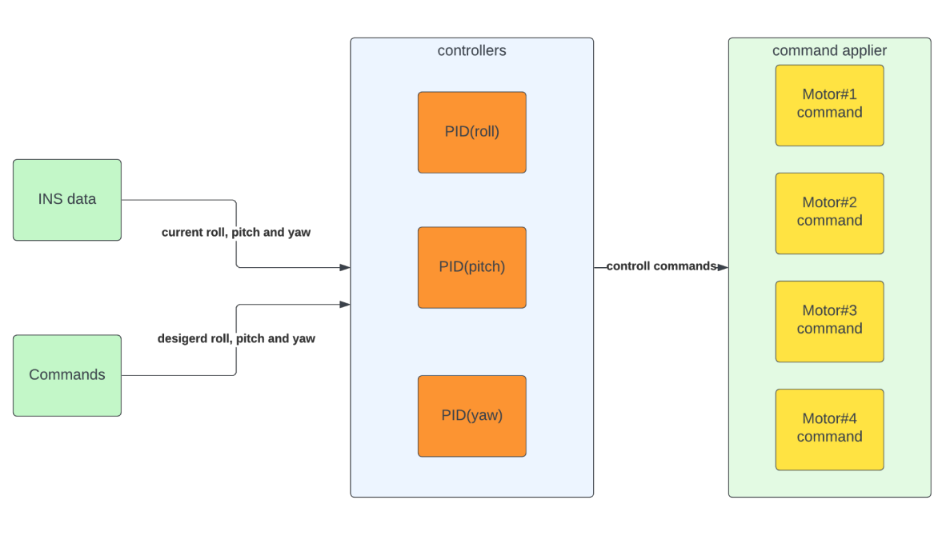 controllers
command applier
PID(roll)
Motor#1
command
INS data
current roll, pitch and yaw
Motor#2
command
PID(pitch)
controll commands
Commands
desigerd roll, pitch and yaw
Motor#3
command
PID(yaw)
Motor#4
command